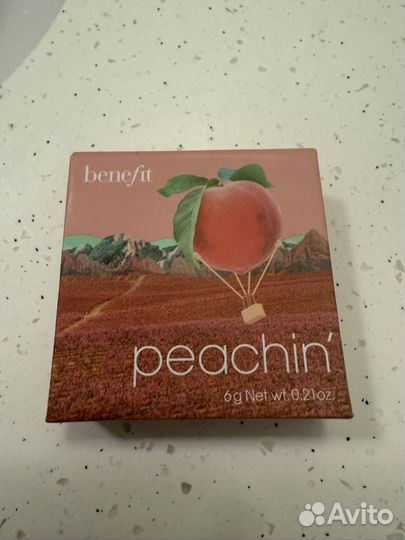 benefit
peachin'
6g Net wt. 0.21oz.
Avito